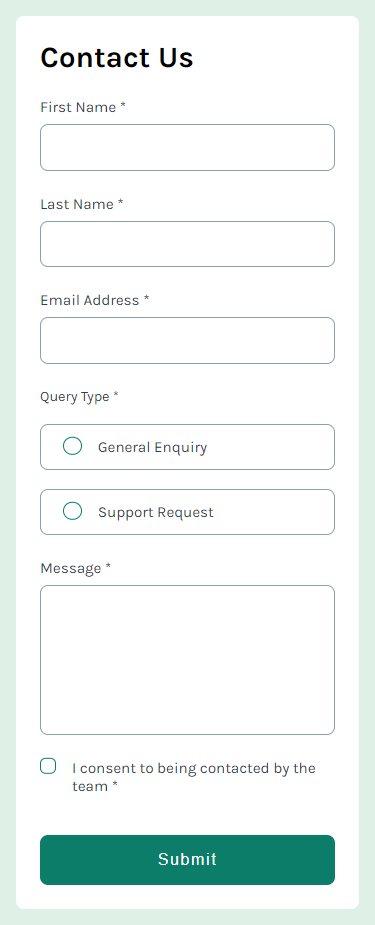 Contact Us
First Name *
Last Name *
Email Address *
Query Type *
General Enquiry
Support Request
Message *
I consent to being contacted by the
team *
Submit